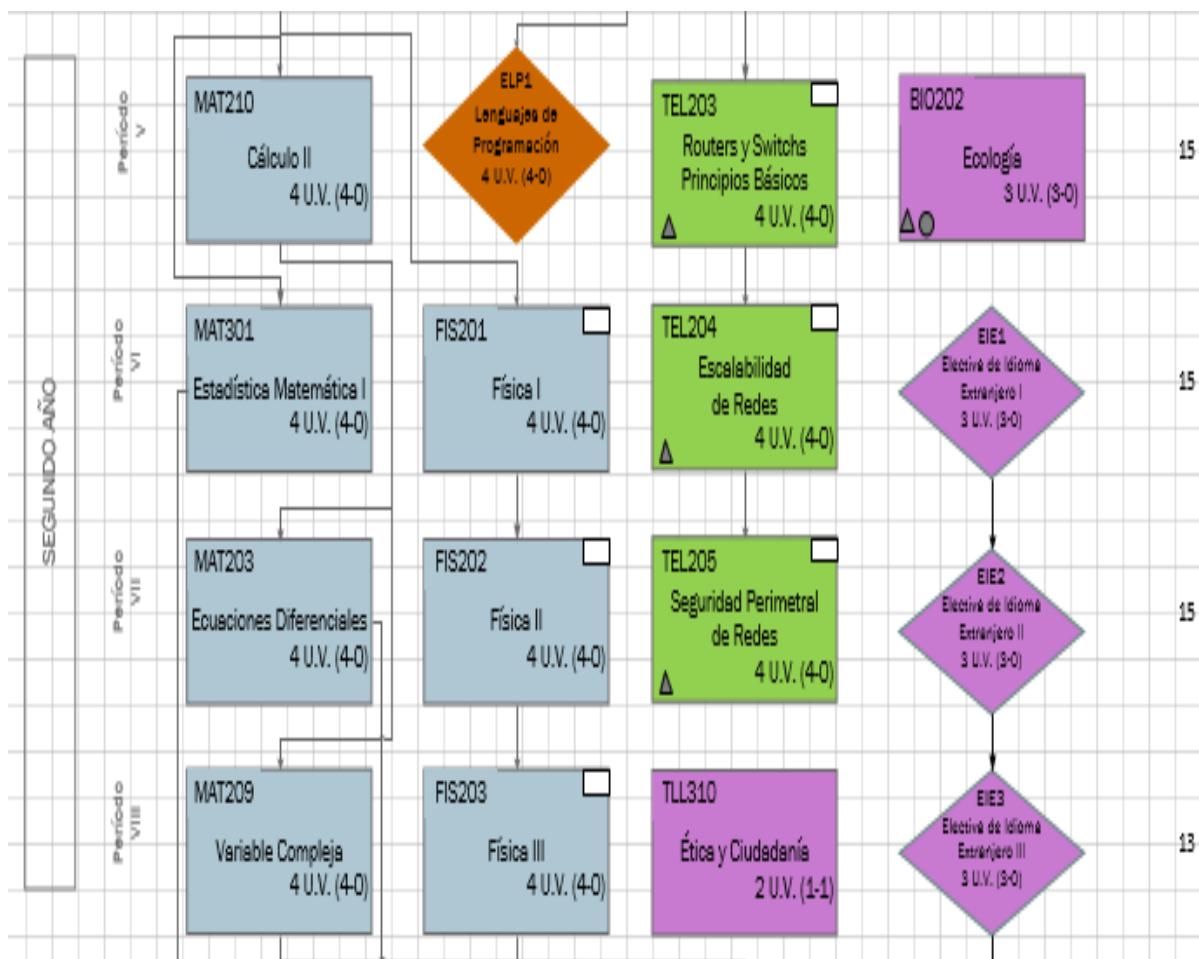 SEGUNDO AÑO
Período
V
MAT210
Cálculo II
4 U.V. (4-0)
ELP1
Lenguajes de
Programación
4 U.V. (4-0)
TEL203
Routers y Switchs
Principios Básicos
4 U.V. (4-0)
BIO202
Ecología
3 U.V. (3-0)
15
Período
VI
MAT301
Estadística Matemática I
4 U.V. (4-0)
FIS201
Física I
4 U.V. (4-0)
TEL204
Escalabilidad
de Redes
4 U.V. (4-0)
EIE1
Electiva de Idioma
Extranjero I
3 U.V. (3-0)
15
Período
VII
MAT203
Ecuaciones Diferenciales
4 U.V. (4-0)
FIS202
Física II
4 U.V. (4-0)
TEL205
Seguridad Perimetral
de Redes
4 U.V. (4-0)
EIE2
Electiva de Idioma
Extranjero II
3 U.V. (3-0)
15
Período
VIII
MAT209
Variable Compleja
4 U.V. (4-0)
FIS203
Física III
4 U.V. (4-0)
TLL310
Ética y Ciudadanía
2 U.V. (1-1)
EIE3
Electiva de Idioma
Extranjero III
3 U.V. (3-0)
13